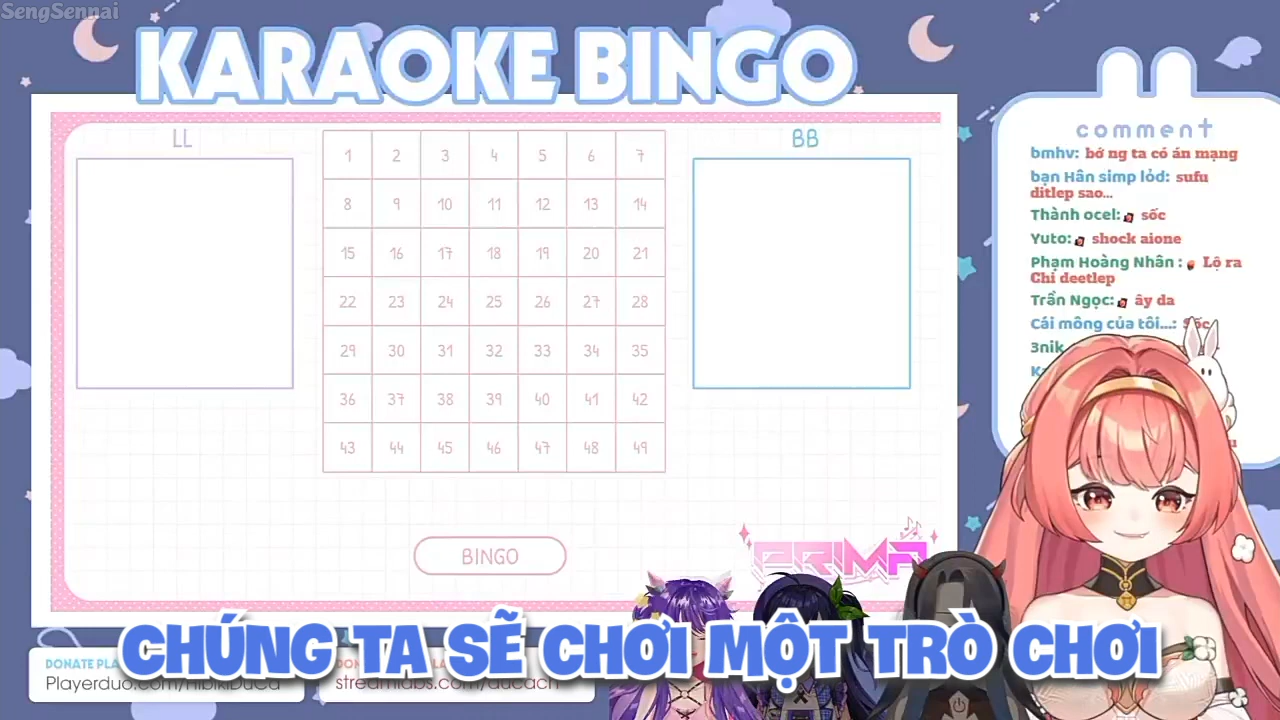 SengSennai
KARAOKE BINGO
LL
BB
1 2 3 4 5 6 7
8 9 10 11 12 13 14
15 16 17 18 19 20 21
22 23 24 25 26 27 28
29 30 31 32 33 34 35
36 37 38 39 40 41 42
43 44 45 46 47 48 49
BINGO
PRIMA
comment
bmhv: bớ ng ta có án mạng
bạn Hân simp lỏd: sufu
ditlep sao...
Thành ocel: sốc
Yuto: shock aione
Phạm Hoàng Nhân : Lộ ra
Chi deetlep
Trần Ngọc: ây da
Cái mông của tôi...: Sốc
3nik
CHÚNG TA SẼ CHƠI MỘT TRÒ CHƠI
DONATE